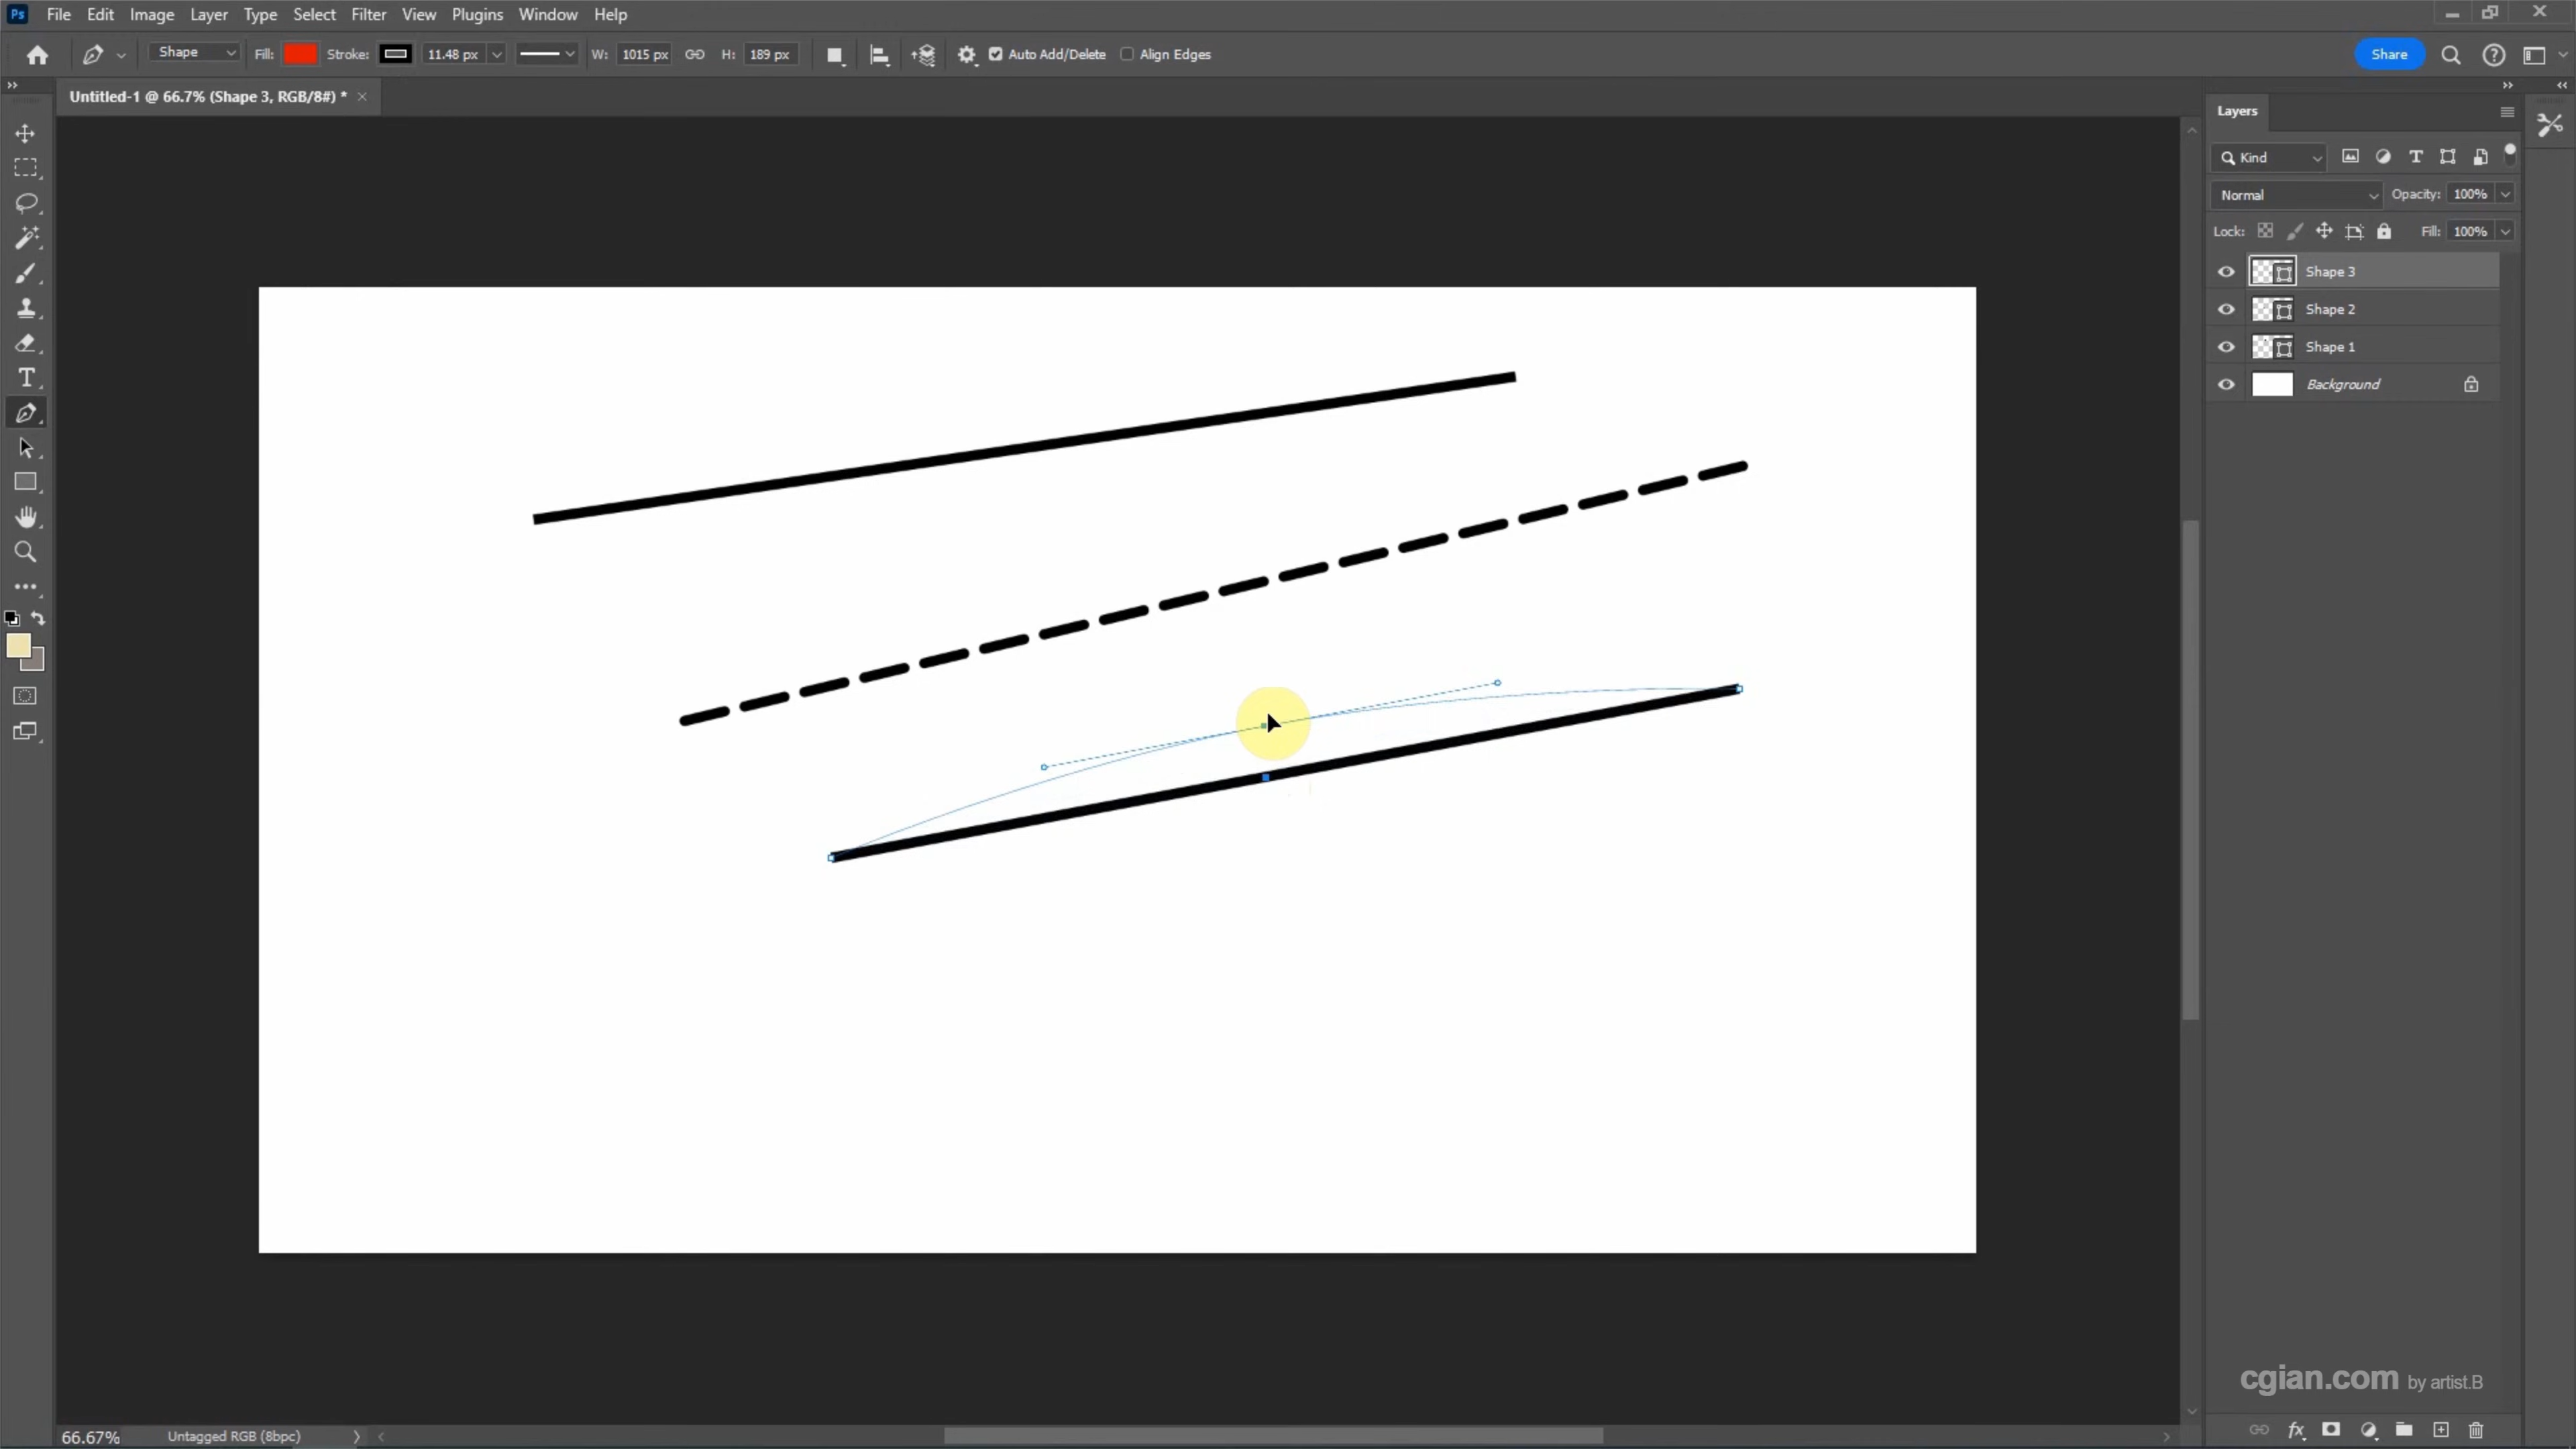 Ps File Edit Image Layer Type Select Filter View Plugins Window Help
Shape Fill: Stroke: 11.48 px W: 1015 px H: 189 px Auto Add/Delete Align Edges Share
Untitled-1 @ 66.7% (Shape 3, RGB/8#) * ×
Layers
Kind
Normal Opacity: 100%
Lock: Fill: 100%
Shape 3
Shape 2
Shape 1
Background
cgian.com by artist.B
66.67% Untagged RGB (8bpc)